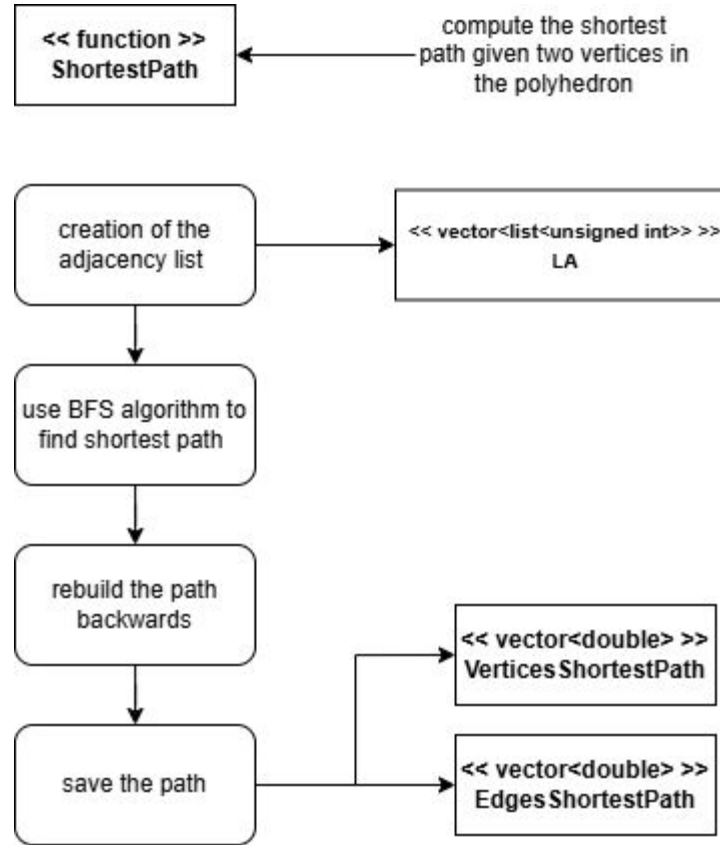 << function >>
ShortestPath
compute the shortest
path given two vertices in
the polyhedron
creation of the
adjacency list
<< vector<list<unsigned int>> >>
LA
use BFS algorithm to
find shortest path
rebuild the path
backwards
<< vector<double> >>
VerticesShortestPath
save the path
<< vector<double> >>
EdgesShortestPath